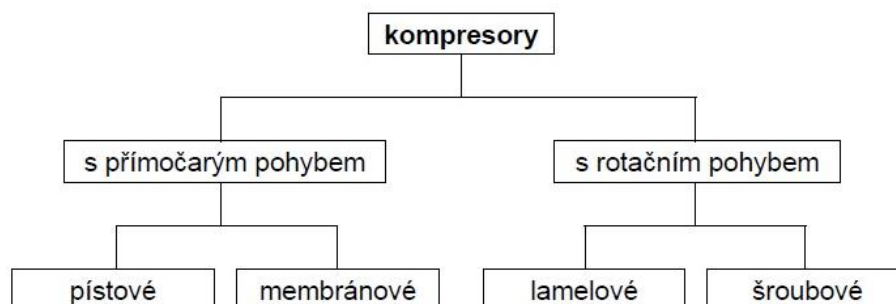 kompresory
s přímočarým pohybem
s rotačním pohybem
pístové
membránové
lamelové
šroubové